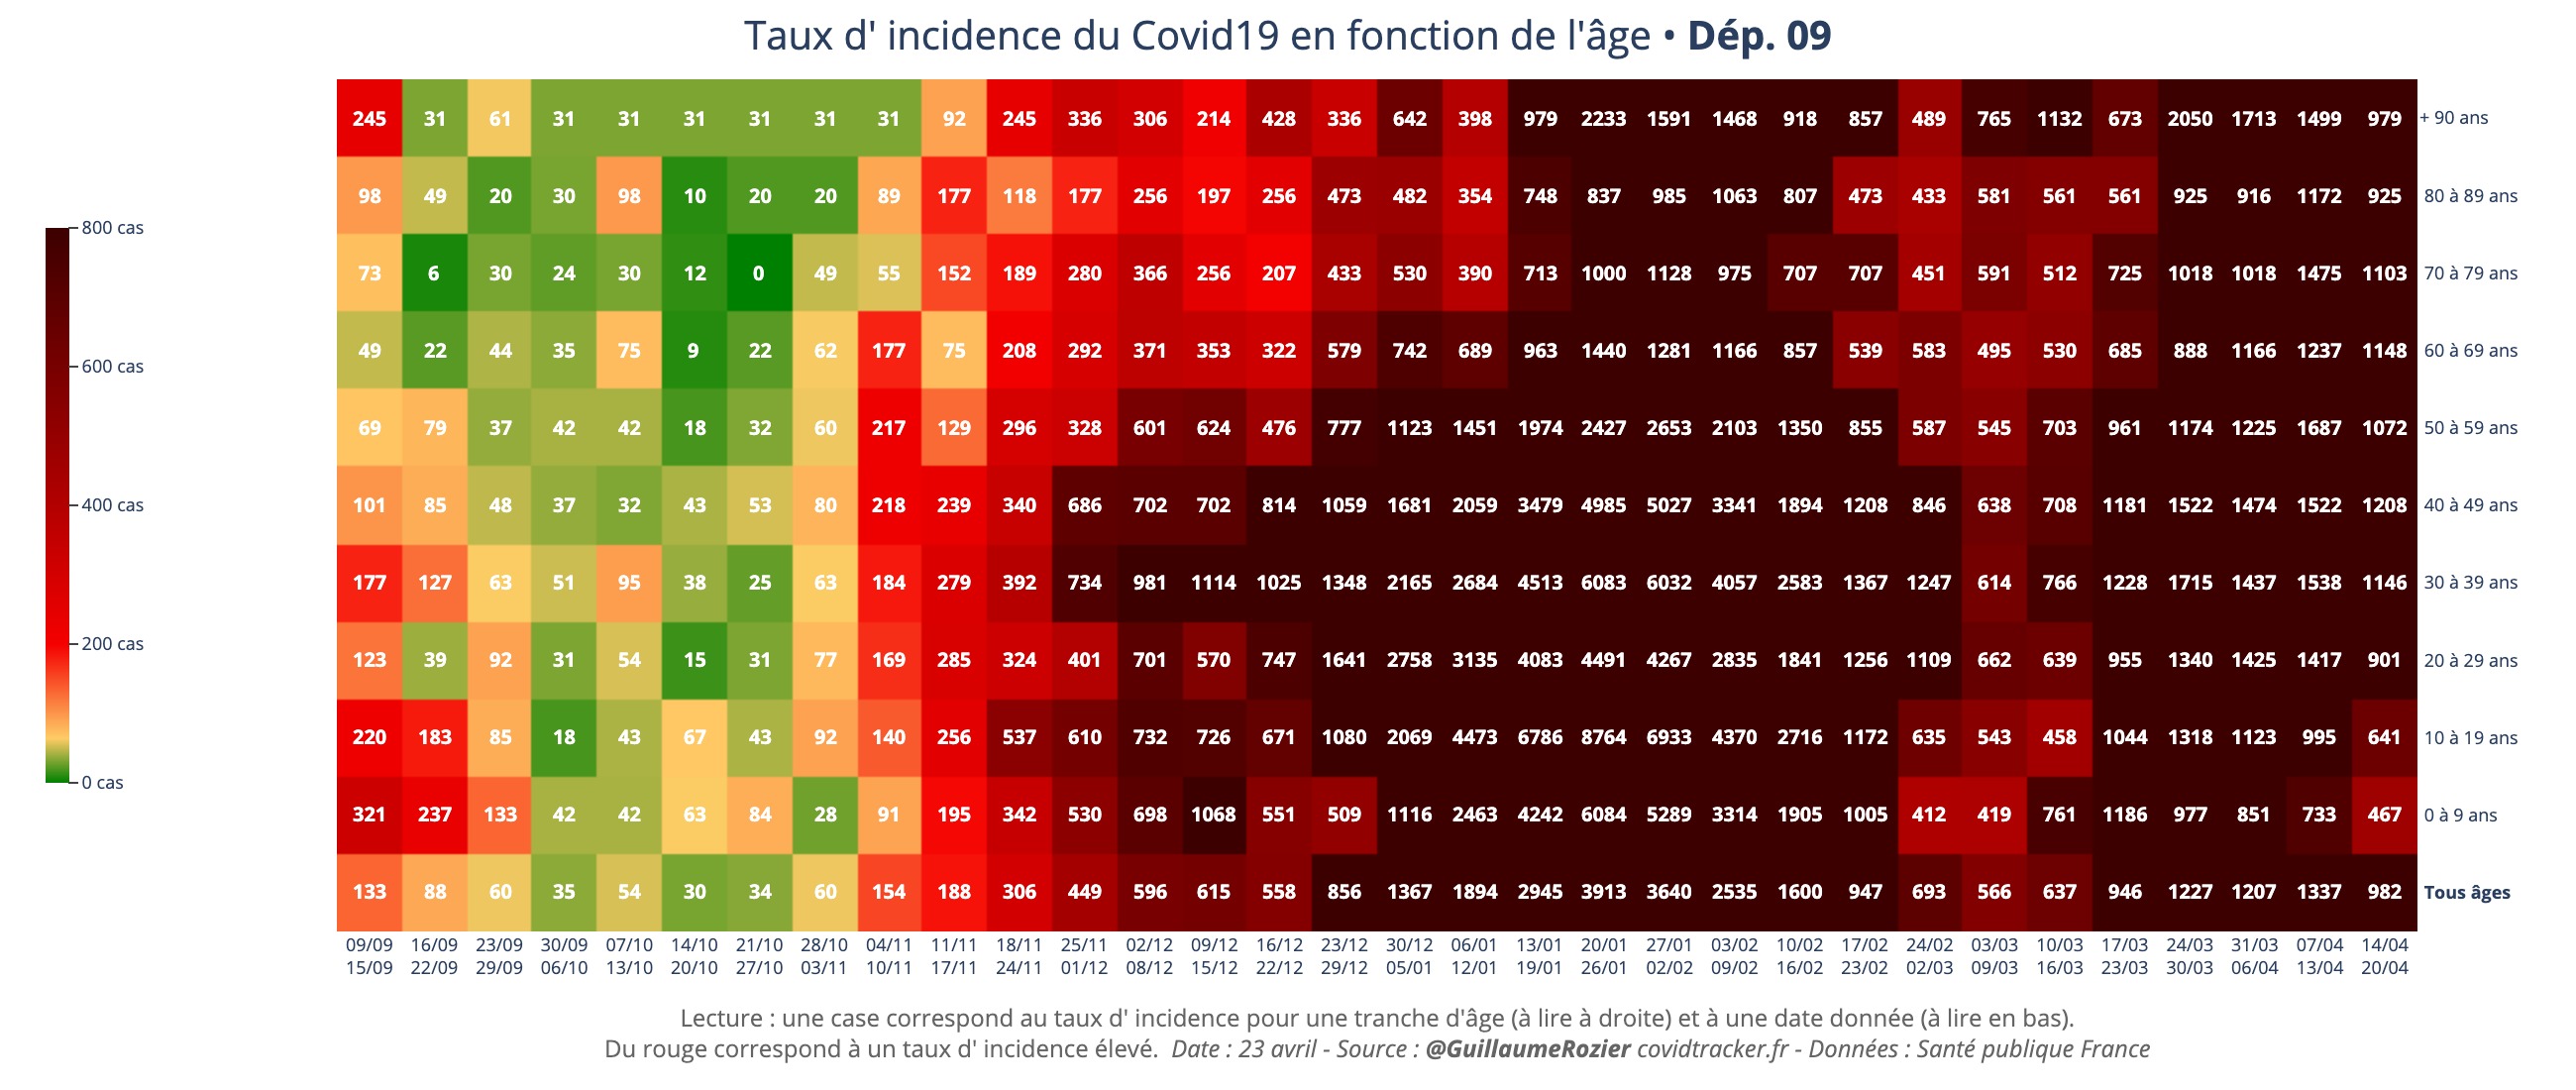 Taux d' incidence du Covid19 en fonction de l'âge • Dép. 09
245 31 61 31 31 31 31 31 31 92 245 336 306 214 428 336 642 398 979 2233 1591 1468 918 857 489 765 1132 673 2050 1713 1499 979 + 90 ans
98 49 20 30 98 10 20 20 89 177 118 177 256 197 256 473 482 354 748 837 985 1063 807 473 433 581 561 561 925 916 1172 925 80 à 89 ans
800 cas
73 6 30 24 30 12 0 49 55 152 189 280 366 256 207 433 530 390 713 1000 1128 975 707 707 451 591 512 725 1018 1018 1475 1103 70 à 79 ans
49 22 44 35 75 9 22 62 177 75 208 292 371 353 322 579 742 689 963 1440 1281 1166 857 539 583 495 530 685 888 1166 1237 1148 60 à 69 ans
600 cas
69 79 37 42 42 18 32 60 217 129 296 328 601 624 476 777 1123 1451 1974 2427 2653 2103 1350 855 587 545 703 961 1174 1225 1687 1072 50 à 59 ans
400 cas
101 85 48 37 32 43 53 80 218 239 340 686 702 702 814 1059 1681 2059 3479 4985 5027 3341 1894 1208 846 638 708 1181 1522 1474 1522 1208 40 à 49 ans
177 127 63 51 95 38 25 63 184 279 392 734 981 1114 1025 1348 2165 2684 4513 6083 6032 4057 2583 1367 1247 614 766 1228 1715 1437 1538 1146 30 à 39 ans
200 cas
123 39 92 31 54 15 31 77 169 285 324 401 701 570 747 1641 2758 3135 4083 4491 4267 2835 1841 1256 1109 662 639 955 1340 1425 1417 901 20 à 29 ans
220 183 85 18 43 67 43 92 140 256 537 610 732 726 671 1080 2069 4473 6786 8764 6933 4370 2716 1172 635 543 458 1044 1318 1123 995 641 10 à 19 ans
0 cas
321 237 133 42 42 63 84 28 91 195 342 530 698 1068 551 509 1116 2463 4242 6084 5289 3314 1905 1005 412 419 761 1186 977 851 733 467 0 à 9 ans
133 88 60 35 54 30 34 60 154 188 306 449 596 615 558 856 1367 1894 2945 3913 3640 2535 1600 947 693 566 637 946 1227 1207 1337 982 Tous âges
09/09 16/09 23/09 30/09 07/10 14/10 21/10 28/10 04/11 11/11 18/11 25/11 02/12 09/12 16/12 23/12 30/12 06/01 13/01 20/01 27/01 03/02 10/02 17/02 24/02 03/03 10/03 17/03 24/03 31/03 07/04 14/04
15/09 22/09 29/09 06/10 13/10 20/10 27/10 03/11 10/11 17/11 24/11 01/12 08/12 15/12 22/12 29/12 05/01 12/01 19/01 26/01 02/02 09/02 16/02 23/02 02/03 09/03 16/03 23/03 30/03 06/04 13/04 20/04
Lecture : une case correspond au taux d' incidence pour une tranche d'âge (à lire à droite) et à une date donnée (à lire en bas).
Du rouge correspond à un taux d' incidence élevé. Date : 23 avril - Source : @GuillaumeRozier covidtracker.fr - Données : Santé publique France